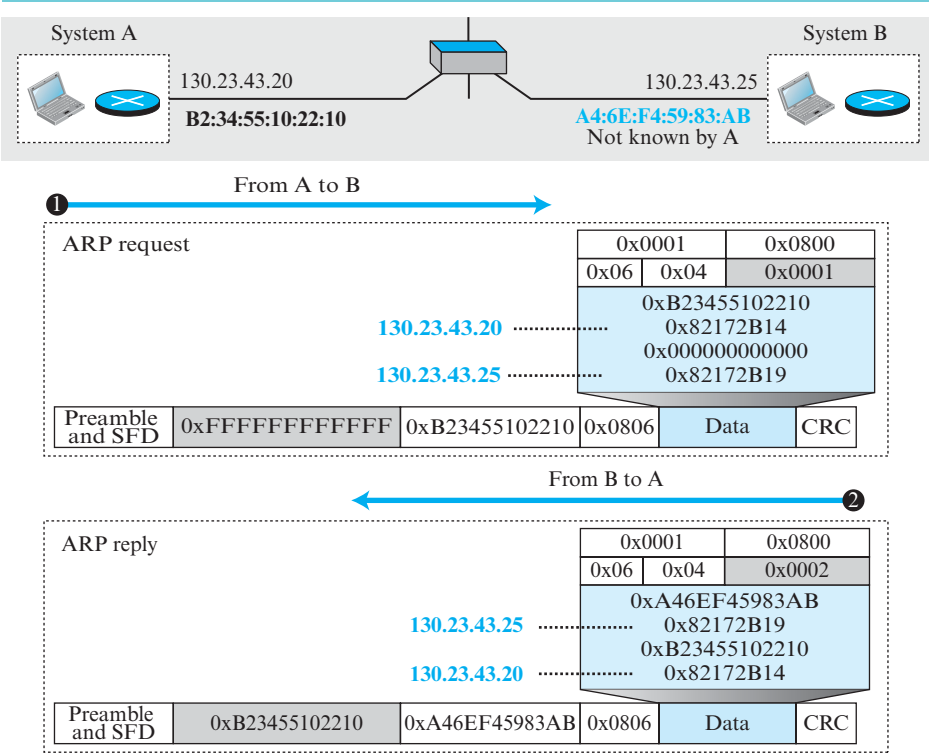 System A
System B
130.23.43.20
130.23.43.25
B2:34:55:10:22:10
A4:6E:F4:59:83:AB
Not known by A
From A to B
1
ARP request
0x0001 0x0800
0x06 0x04 0x0001
0xB23455102210
130.23.43.20 0x82172B14
0x000000000000
130.23.43.25 0x82172B19
Preamble and SFD 0xFFFFFFFFFFFF 0xB23455102210 0x0806 Data CRC
From B to A
2
ARP reply
0x0001 0x0800
0x06 0x04 0x0002
0xA46EF45983AB
130.23.43.25 0x82172B19
0xB23455102210
130.23.43.20 0x82172B14
Preamble and SFD 0xB23455102210 0xA46EF45983AB 0x0806 Data CRC